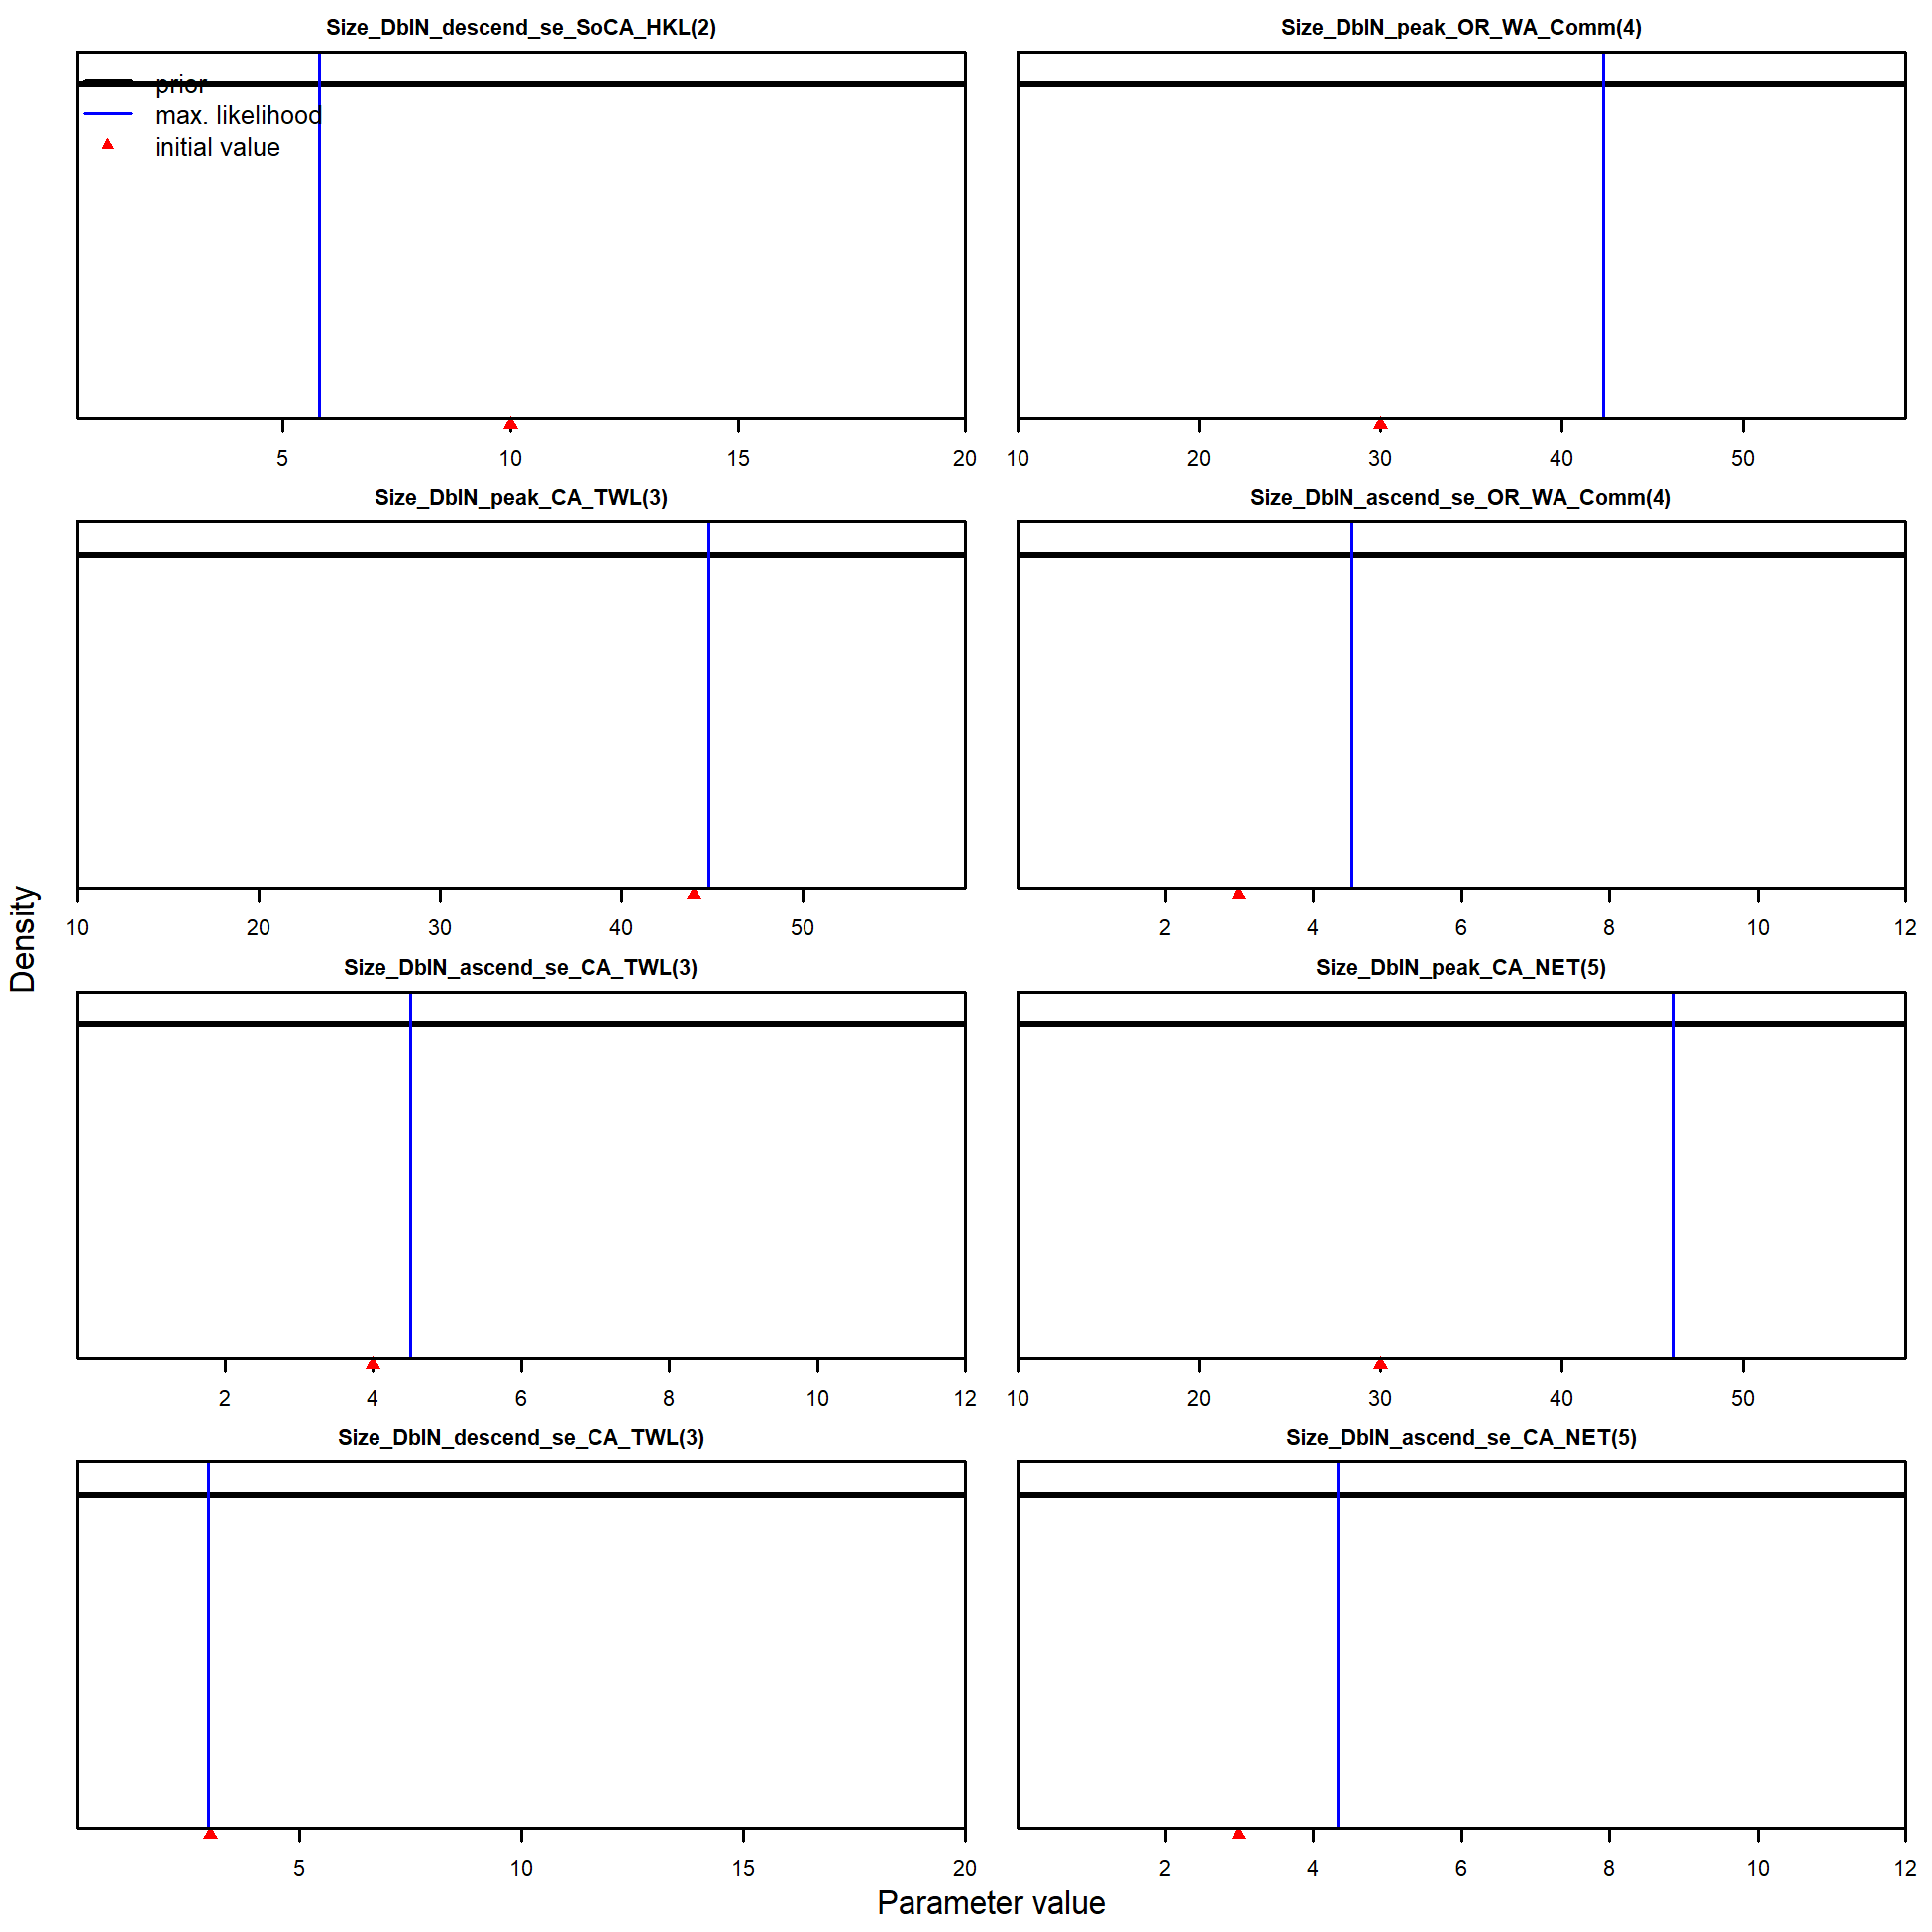 Size_DblN_descend_se_SoCA_HKL(2)
prior
max. likelihood
initial value
5 10 15 20
Size_DblN_peak_OR_WA_Comm(4)
10 20 30 40 50
Size_DblN_peak_CA_TWL(3)
10 20 30 40 50
Size_DblN_ascend_se_OR_WA_Comm(4)
2 4 6 8 10 12
Density
Size_DblN_ascend_se_CA_TWL(3)
2 4 6 8 10 12
Size_DblN_peak_CA_NET(5)
10 20 30 40 50
Size_DblN_descend_se_CA_TWL(3)
5 10 15 20
Size_DblN_ascend_se_CA_NET(5)
2 4 6 8 10 12
Parameter value